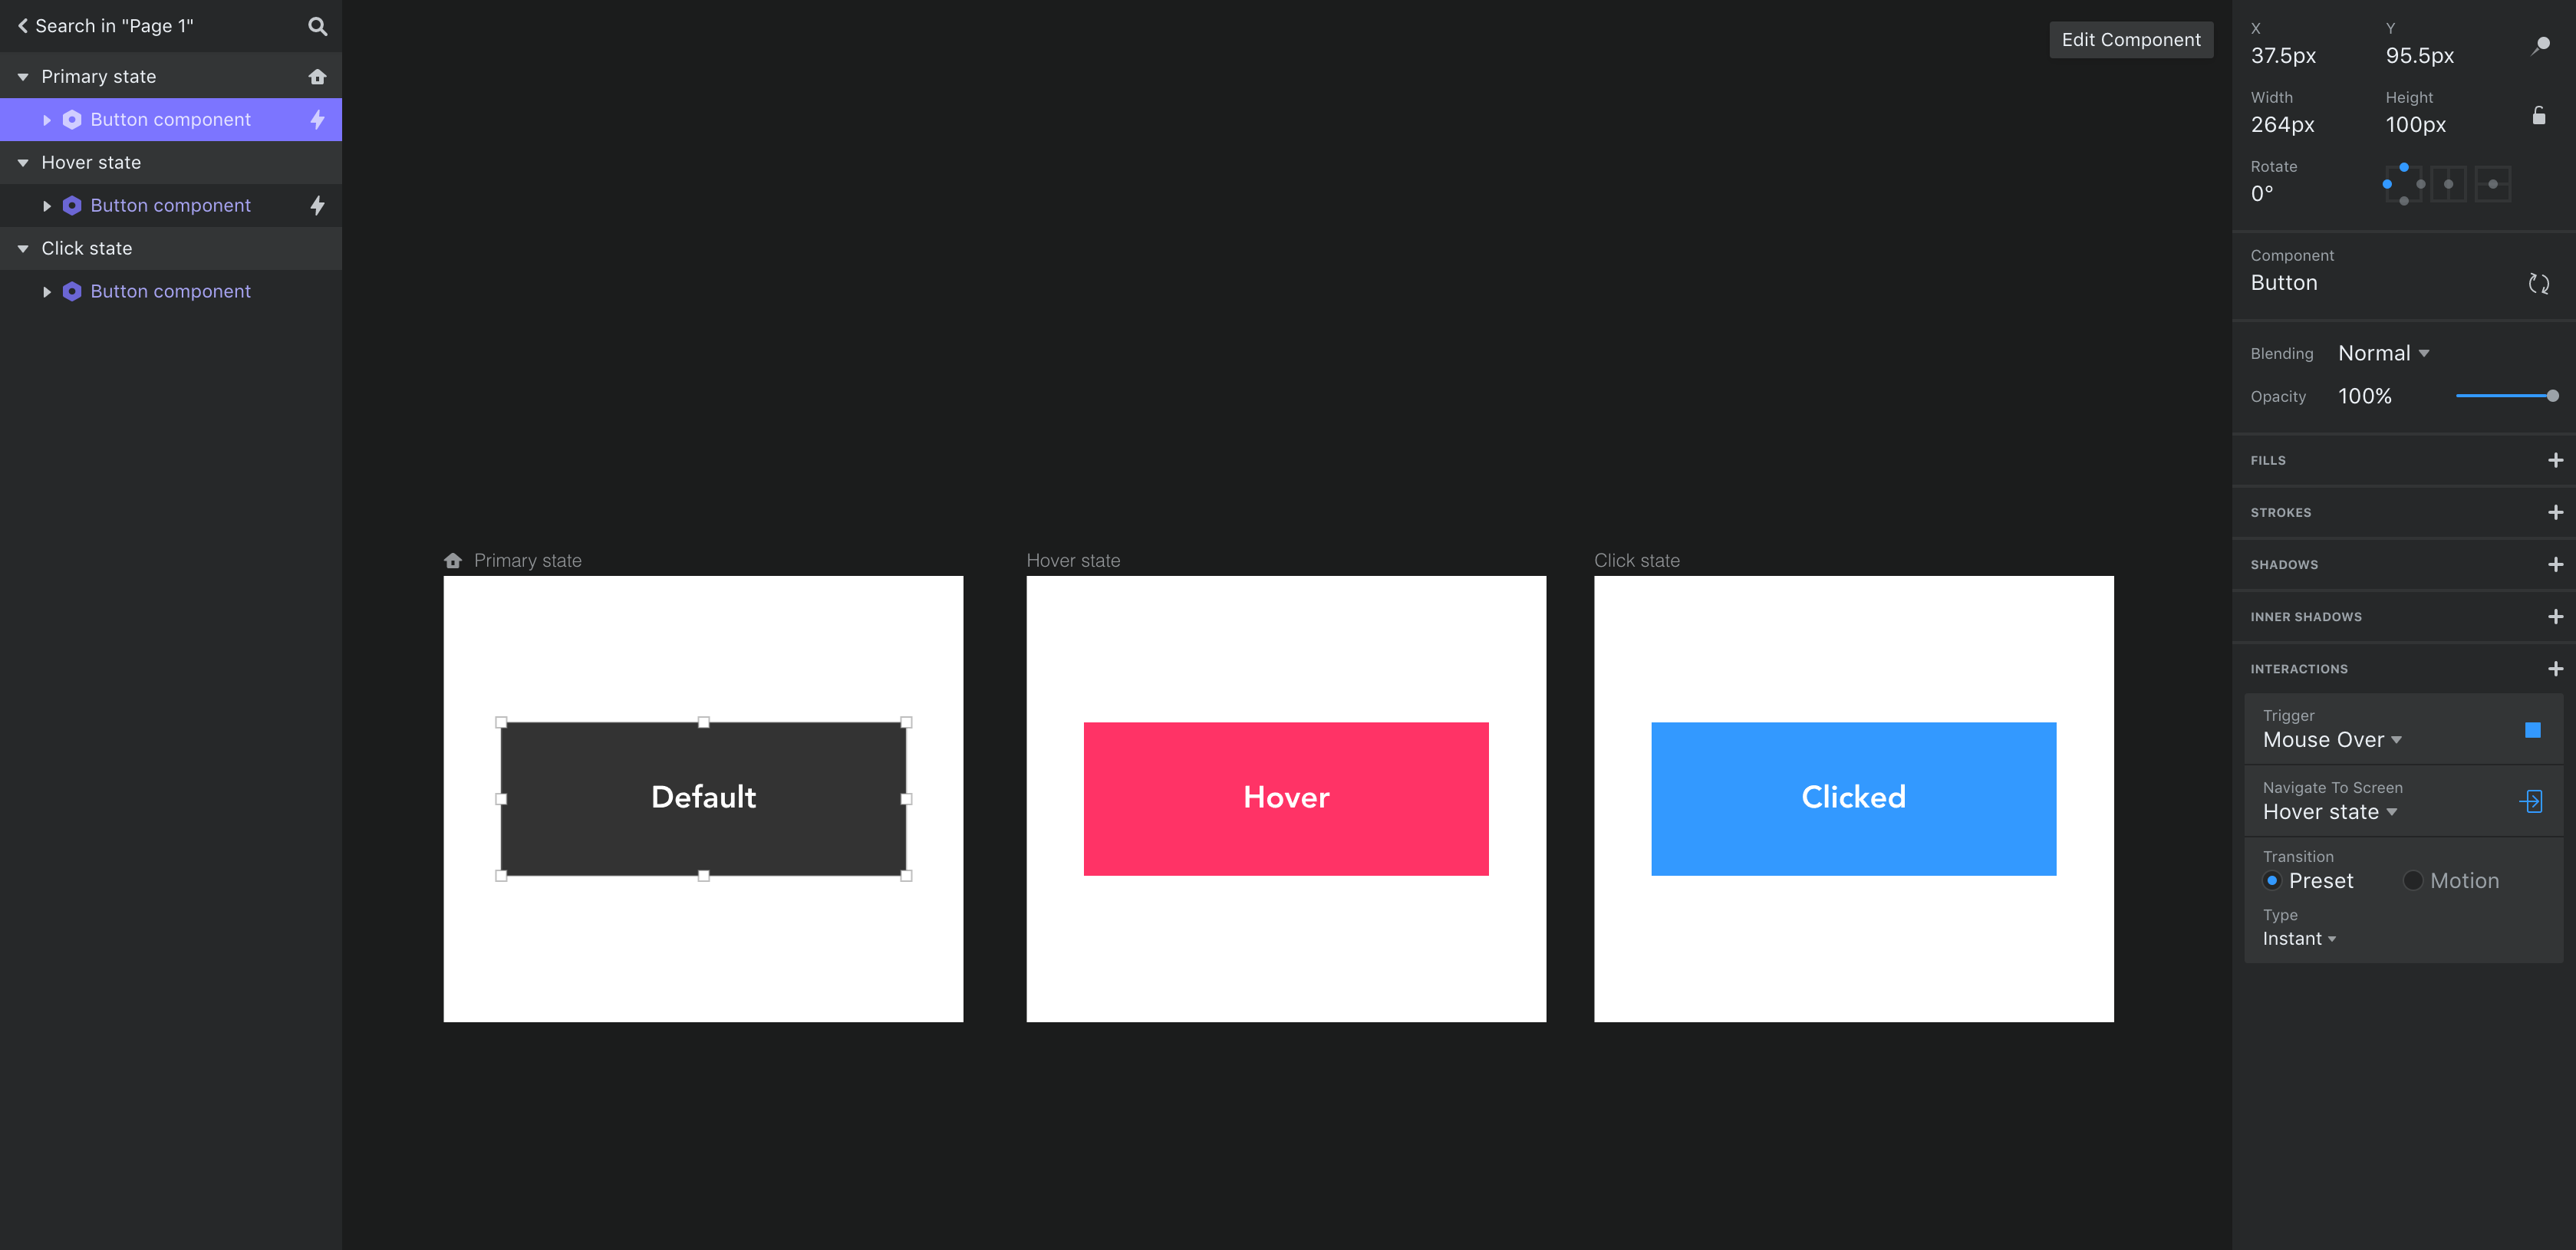 Search in "Page 1"
Primary state
Button component
Hover state
Button component
Click state
Button component
Edit Component
Primary state
Hover state
Click state
Default
Hover
Clicked
X Y
37.5px 95.5px
Width Height
264px 100px
Rotate
0°
Component
Button
Blending Normal
Opacity 100%
FILLS
STROKES
SHADOWS
INNER SHADOWS
INTERACTIONS
Trigger
Mouse Over
Navigate To Screen
Hover state
Transition
Preset Motion
Type
Instant